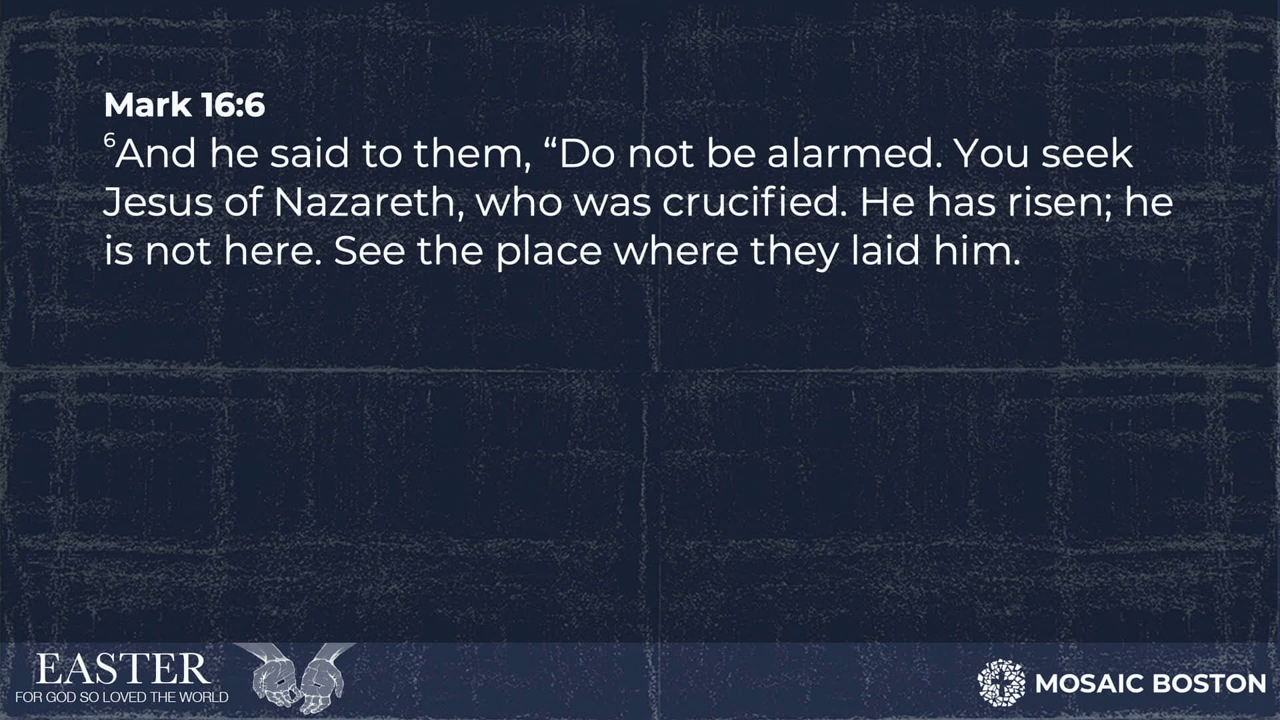 Mark 16:6
⁶And he said to them, “Do not be alarmed. You seek
Jesus of Nazareth, who was crucified. He has risen; he
is not here. See the place where they laid him.
EASTER
FOR GOD SO LOVED THE WORLD
MOSAIC BOSTON